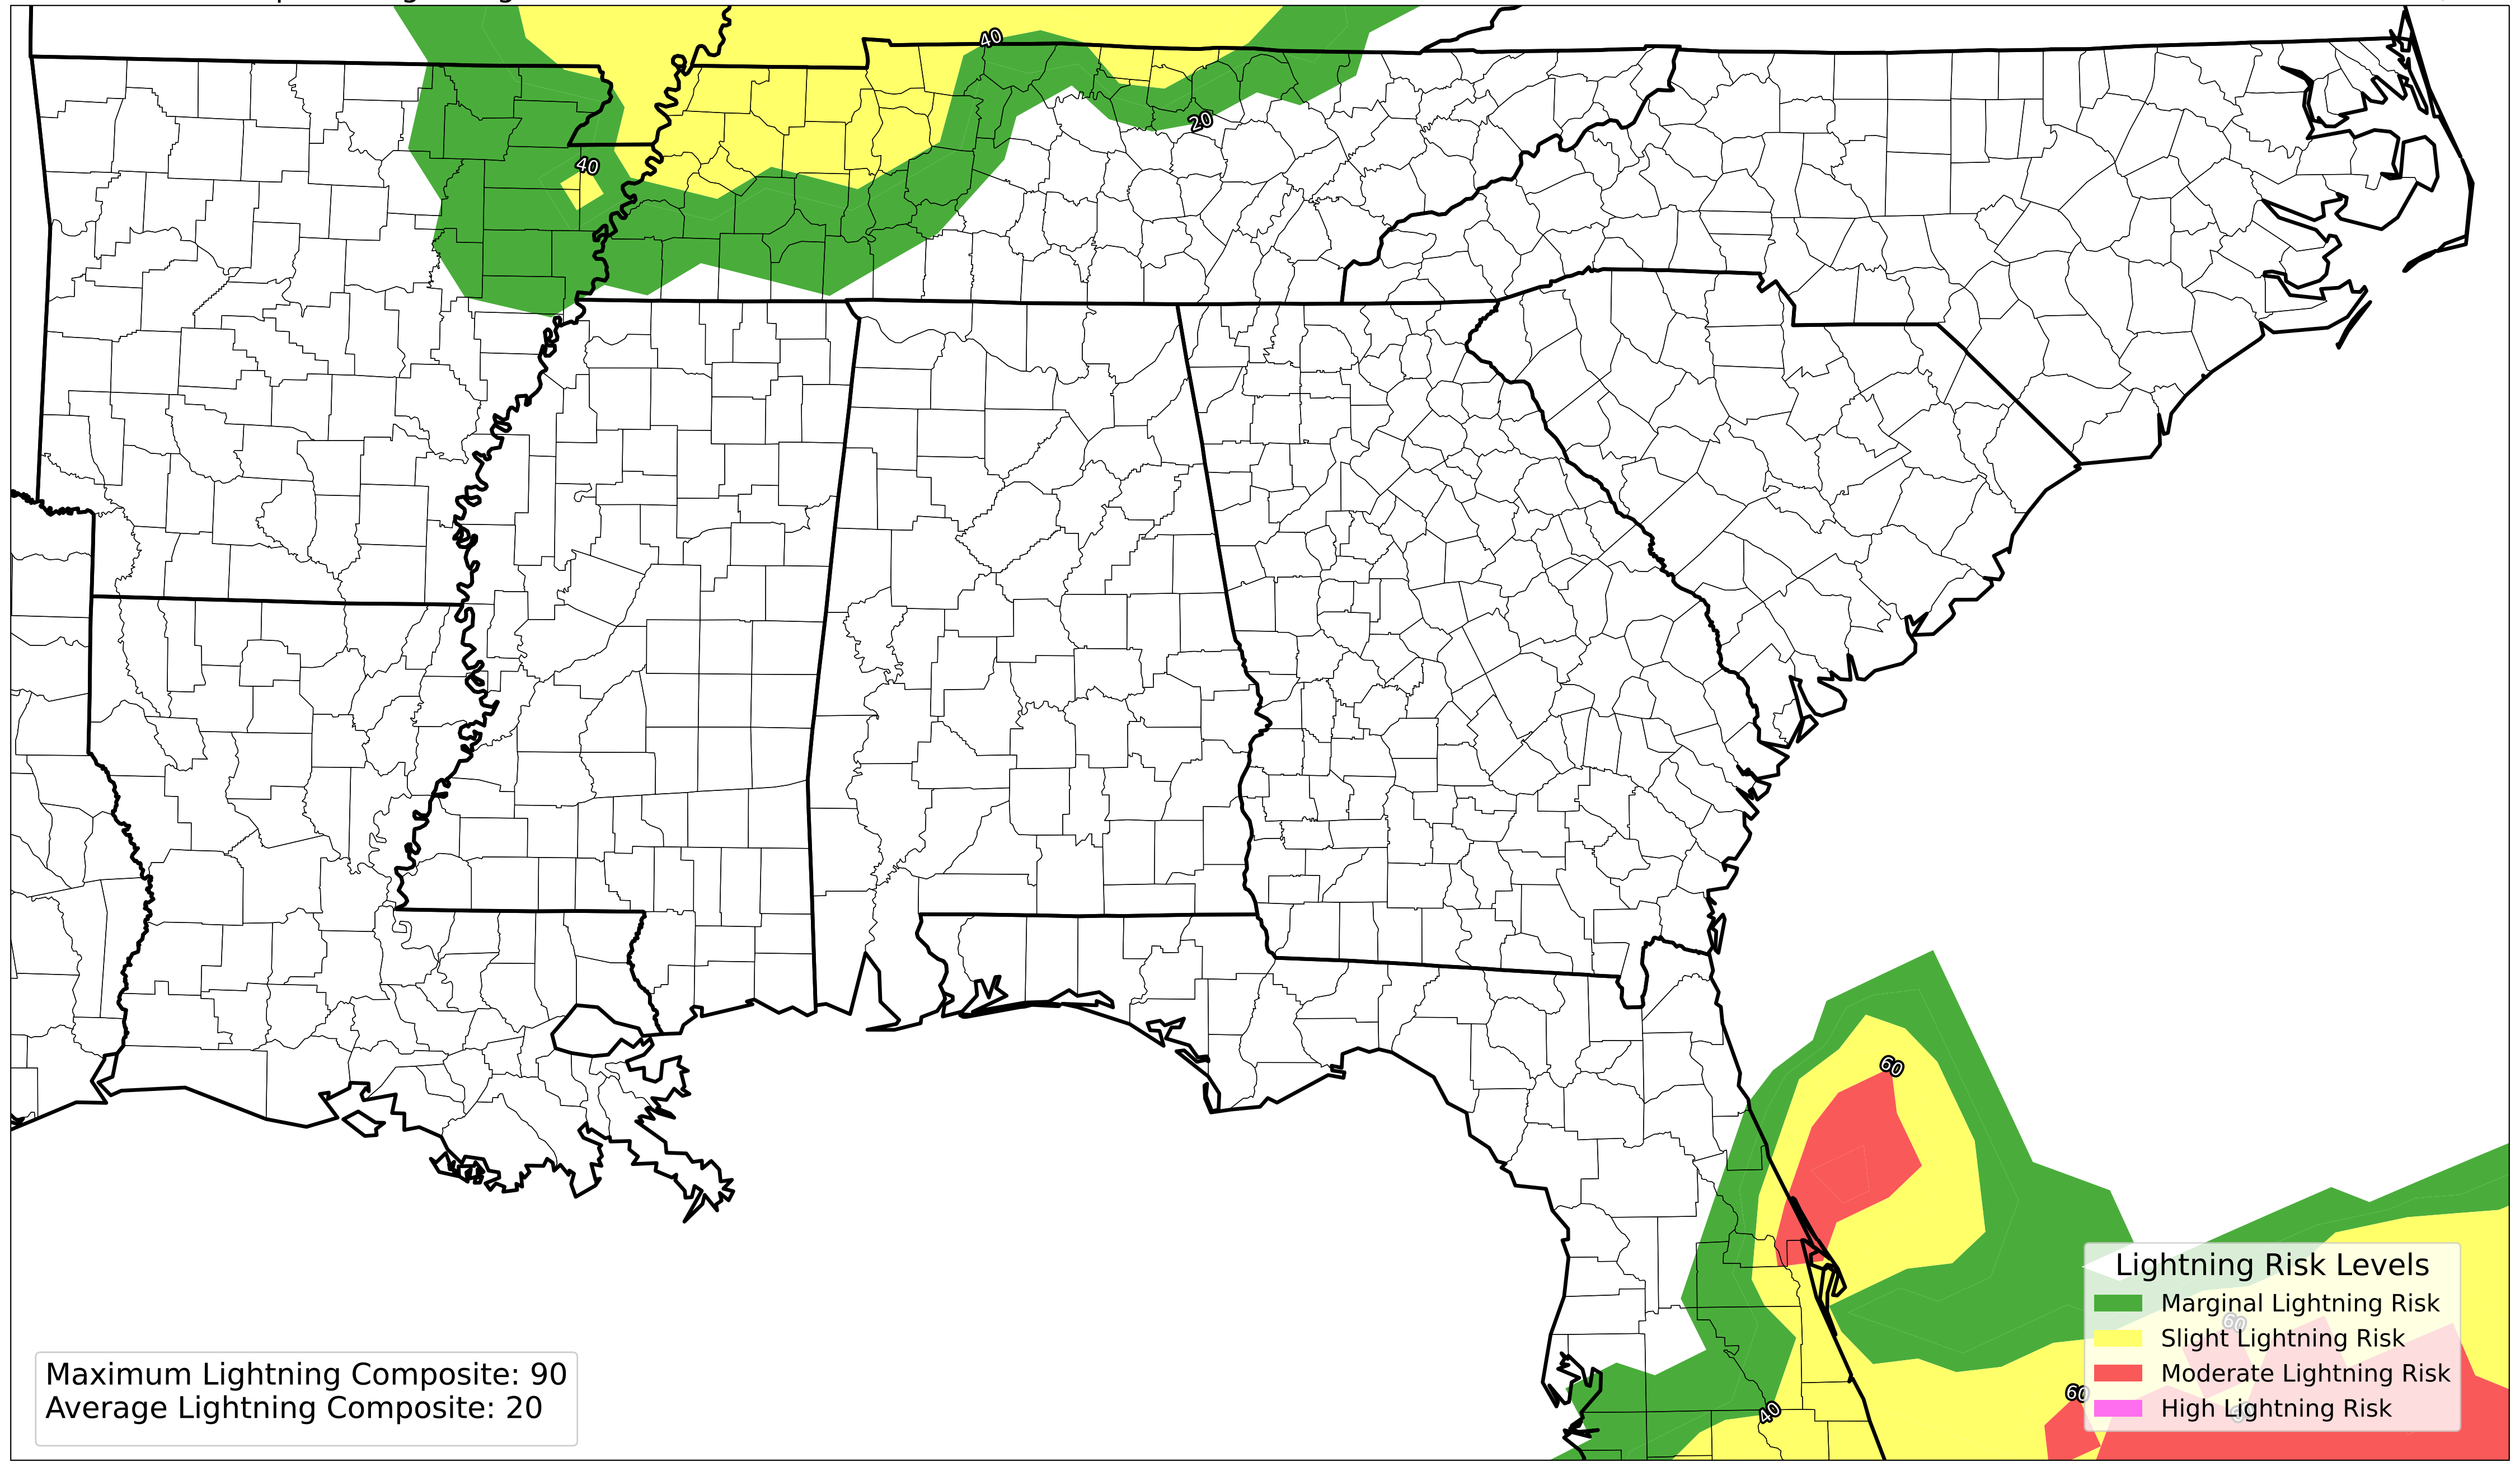 40
20
40
60
Lightning Risk Levels
Marginal Lightning Risk
60
Slight Lightning Risk
Maximum Lightning Composite: 90
Moderate Lightning Risk
60
Average Lightning Composite: 20
High Lightning Risk
40